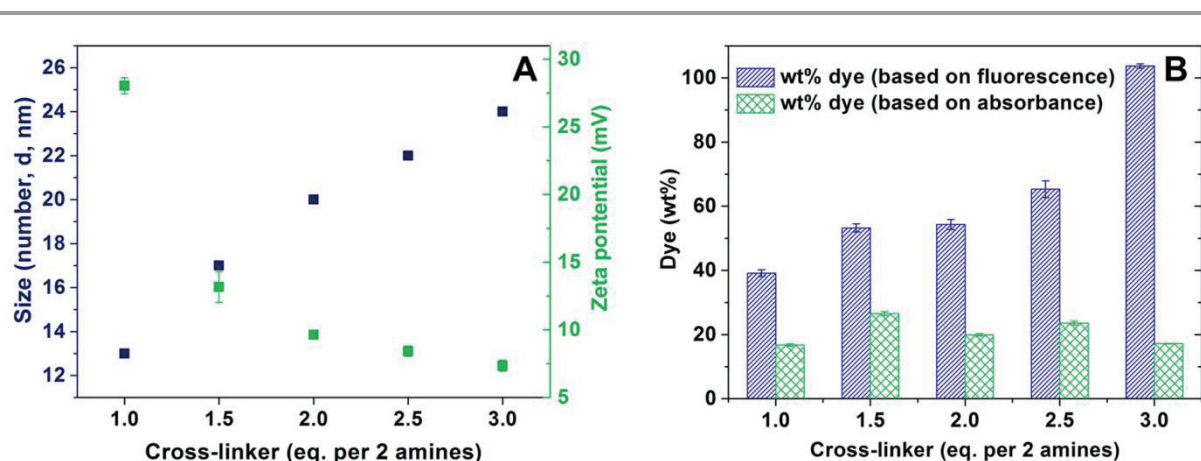 A
Size (number, d, nm)
26
24
22
20
18
16
14
12
30
25
20
15
10
5
Zeta pontential (mV)
1.0 1.5 2.0 2.5 3.0
Cross-linker (eq. per 2 amines)
B
wt% dye (based on fluorescence)
wt% dye (based on absorbance)
Dye (wt%)
100
80
60
40
20
0
1.0 1.5 2.0 2.5 3.0
Cross-linker (eq. per 2 amines)